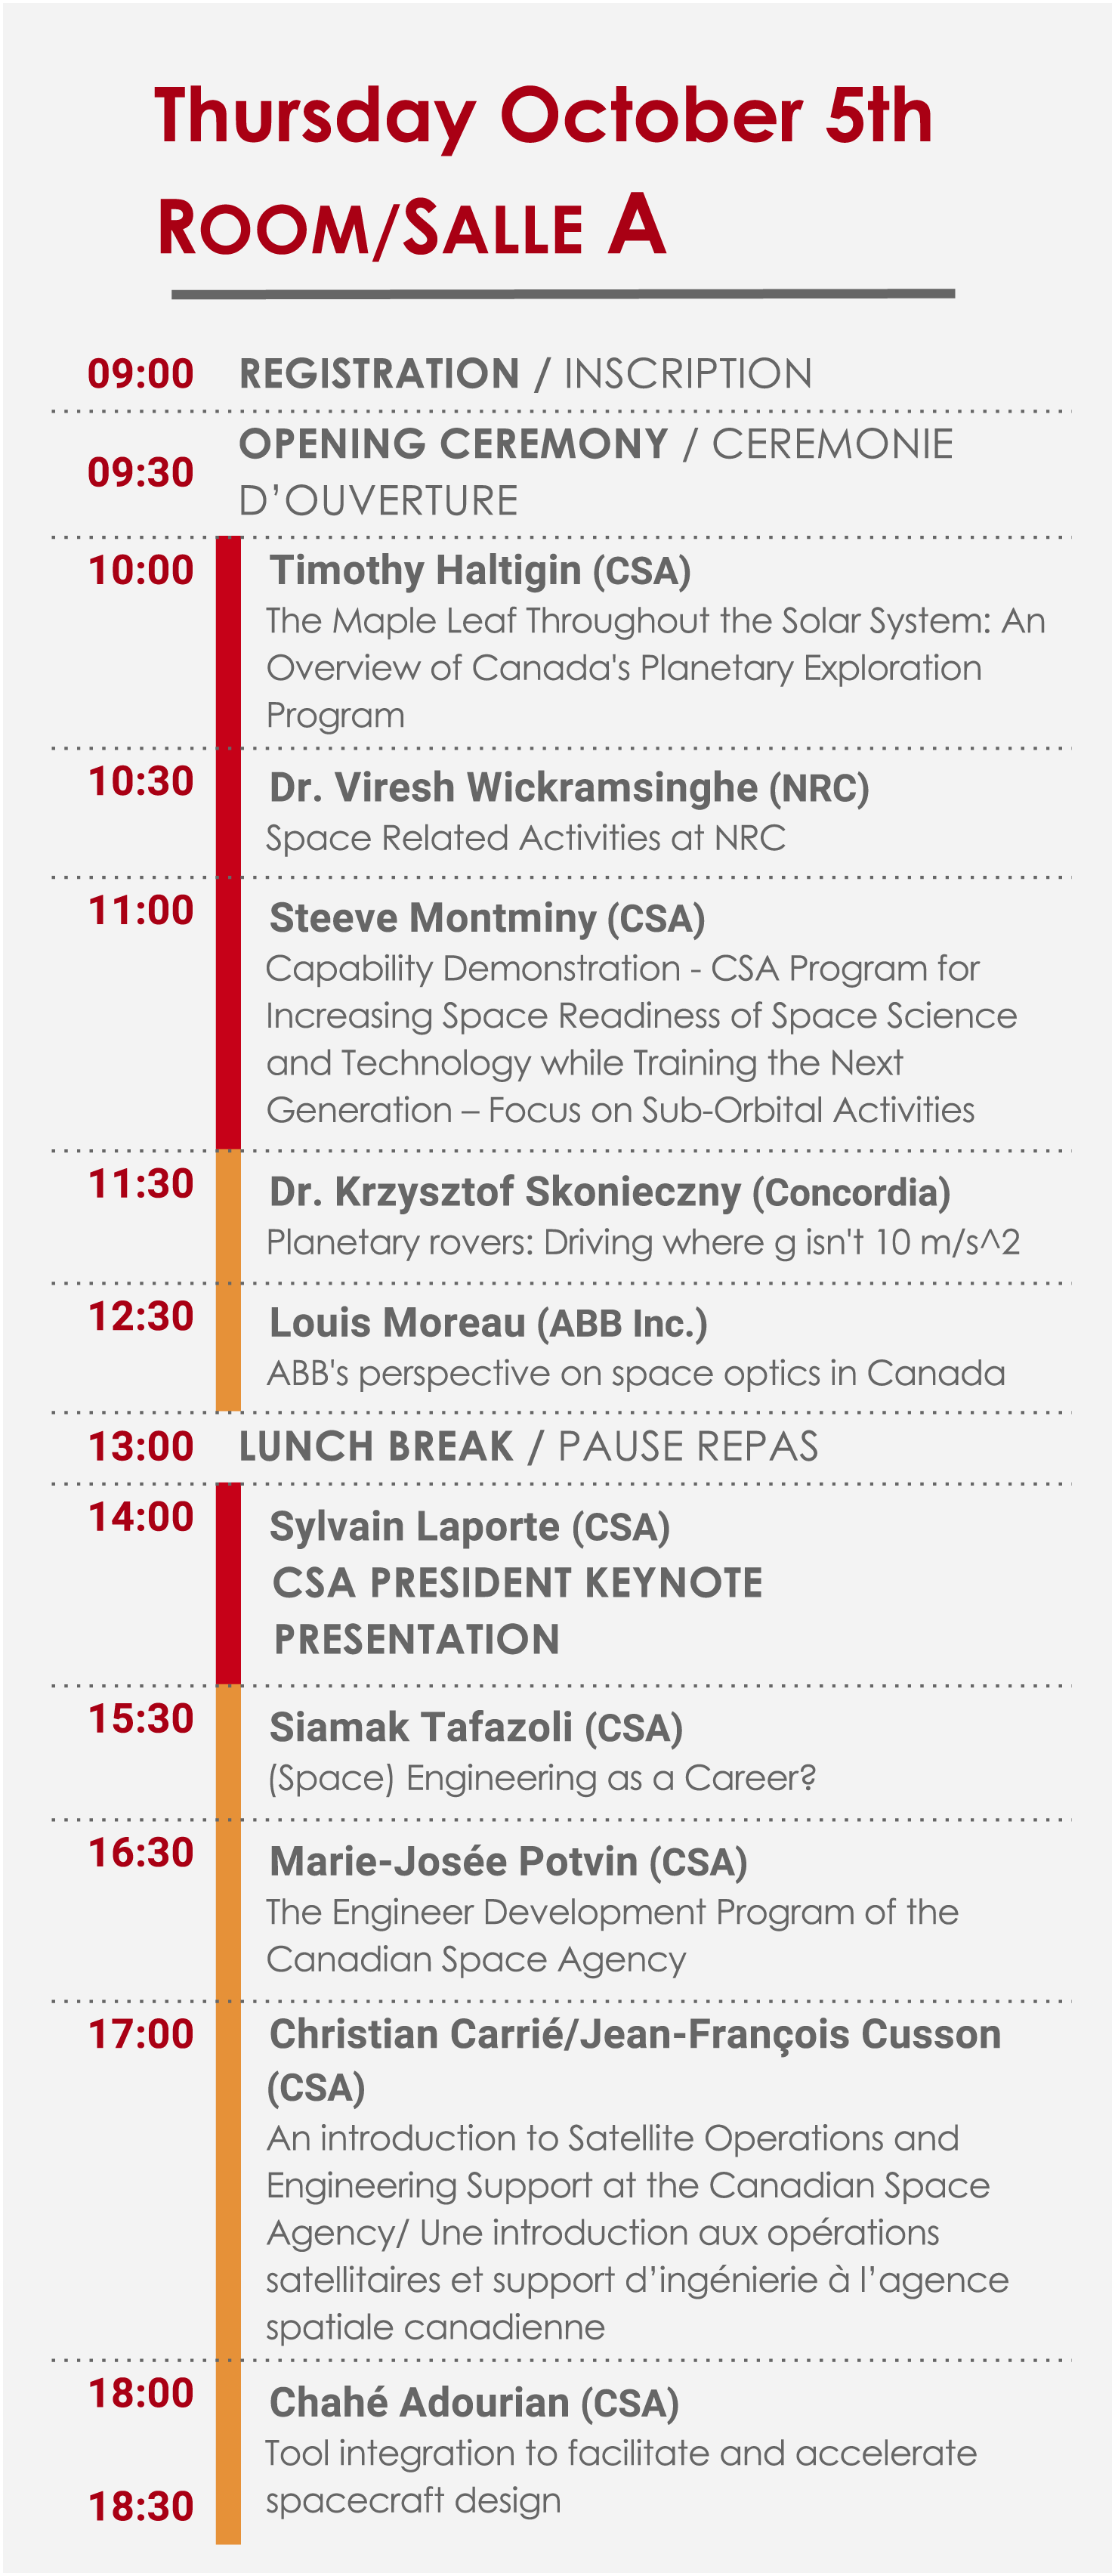 Thursday October 5th
ROOM/SALLE A
09:00 REGISTRATION / INSCRIPTION
09:30 OPENING CEREMONY / CEREMONIE
D’OUVERTURE
10:00 Timothy Haltigin (CSA)
The Maple Leaf Throughout the Solar System: An
Overview of Canada's Planetary Exploration
Program
10:30 Dr. Viresh Wickramsinghe (NRC)
Space Related Activities at NRC
11:00 Steeve Montminy (CSA)
Capability Demonstration - CSA Program for
Increasing Space Readiness of Space Science
and Technology while Training the Next
Generation – Focus on Sub-Orbital Activities
11:30 Dr. Krzysztof Skonieczny (Concordia)
Planetary rovers: Driving where g isn't 10 m/s^2
12:30 Louis Moreau (ABB Inc.)
ABB's perspective on space optics in Canada
13:00 LUNCH BREAK / PAUSE REPAS
14:00 Sylvain Laporte (CSA)
CSA PRESIDENT KEYNOTE
PRESENTATION
15:30 Siamak Tafazoli (CSA)
(Space) Engineering as a Career?
16:30 Marie-Josée Potvin (CSA)
The Engineer Development Program of the
Canadian Space Agency
17:00 Christian Carrié/Jean-François Cusson
(CSA)
An introduction to Satellite Operations and
Engineering Support at the Canadian Space
Agency/ Une introduction aux opérations
satellitaires et support d’ingénierie à l’agence
spatiale canadienne
18:00 Chahé Adourian (CSA)
Tool integration to facilitate and accelerate
18:30 spacecraft design